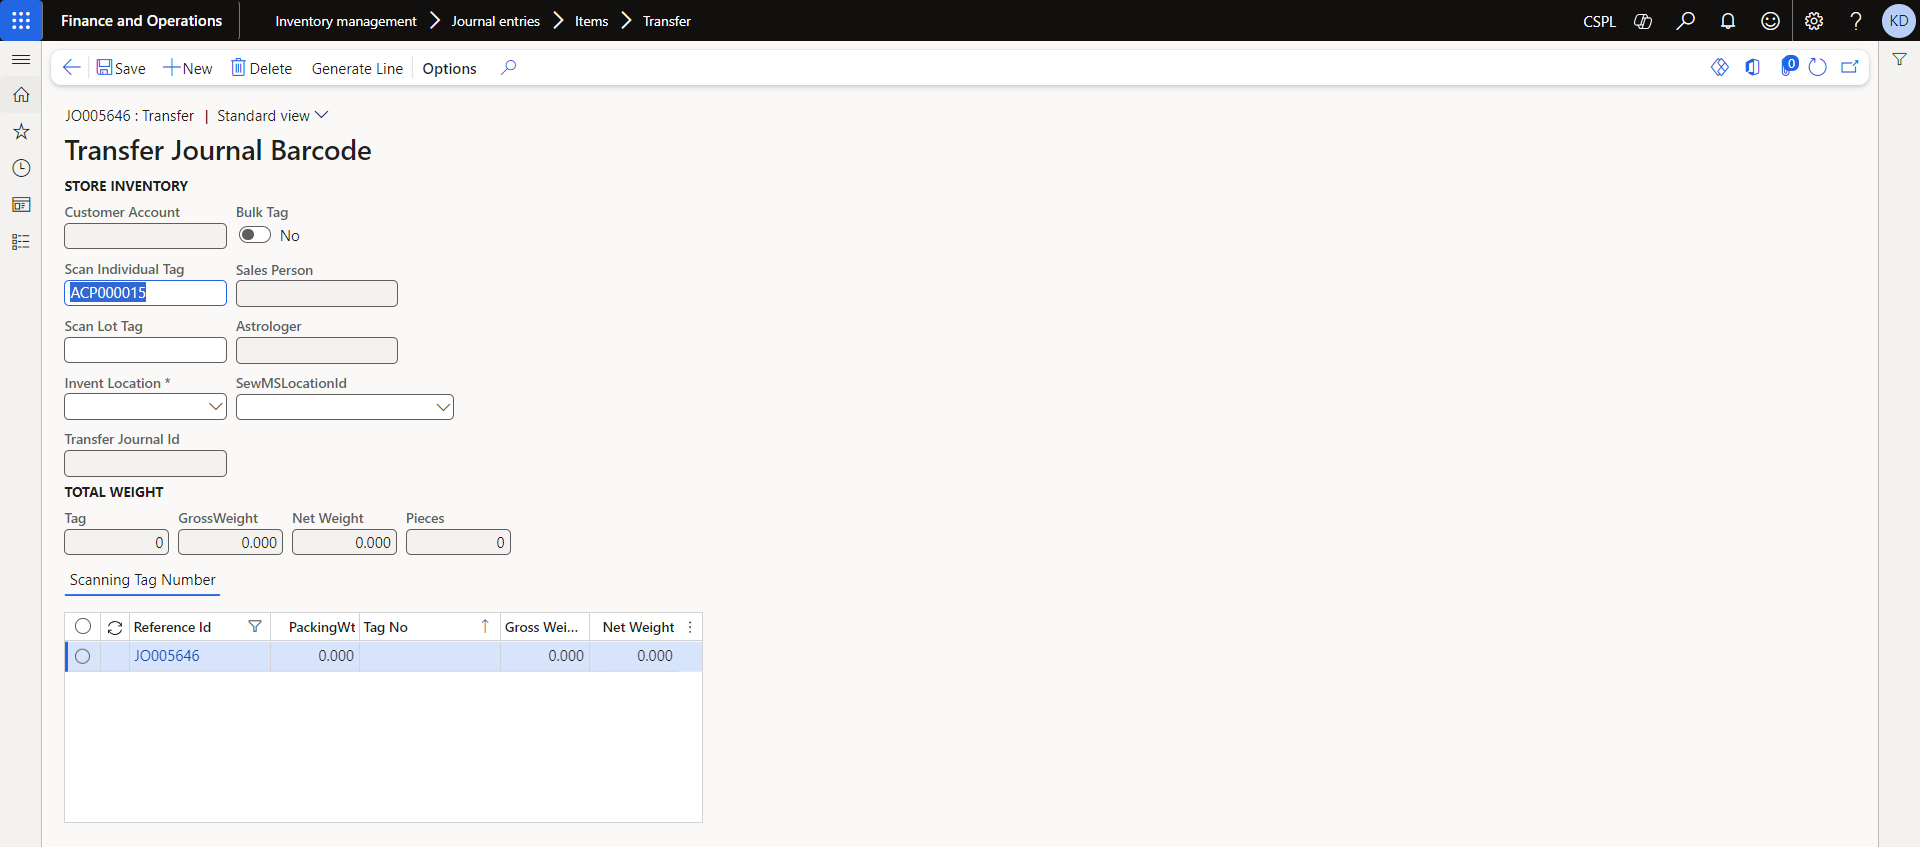 Finance and Operations Inventory management Journal entries Items Transfer CSPL KD
Save New Delete Generate Line Options 0
JO005646 : Transfer | Standard view
Transfer Journal Barcode
STORE INVENTORY
Customer Account Bulk Tag
No
Scan Individual Tag Sales Person
ACP000015
Scan Lot Tag Astrologer
Invent Location * SewMSLocationId
Transfer Journal Id
TOTAL WEIGHT
Tag GrossWeight Net Weight Pieces
0 0.000 0.000 0
Scanning Tag Number
Reference Id PackingWt Tag No Gross Wei... Net Weight
JO005646 0.000 0.000 0.000